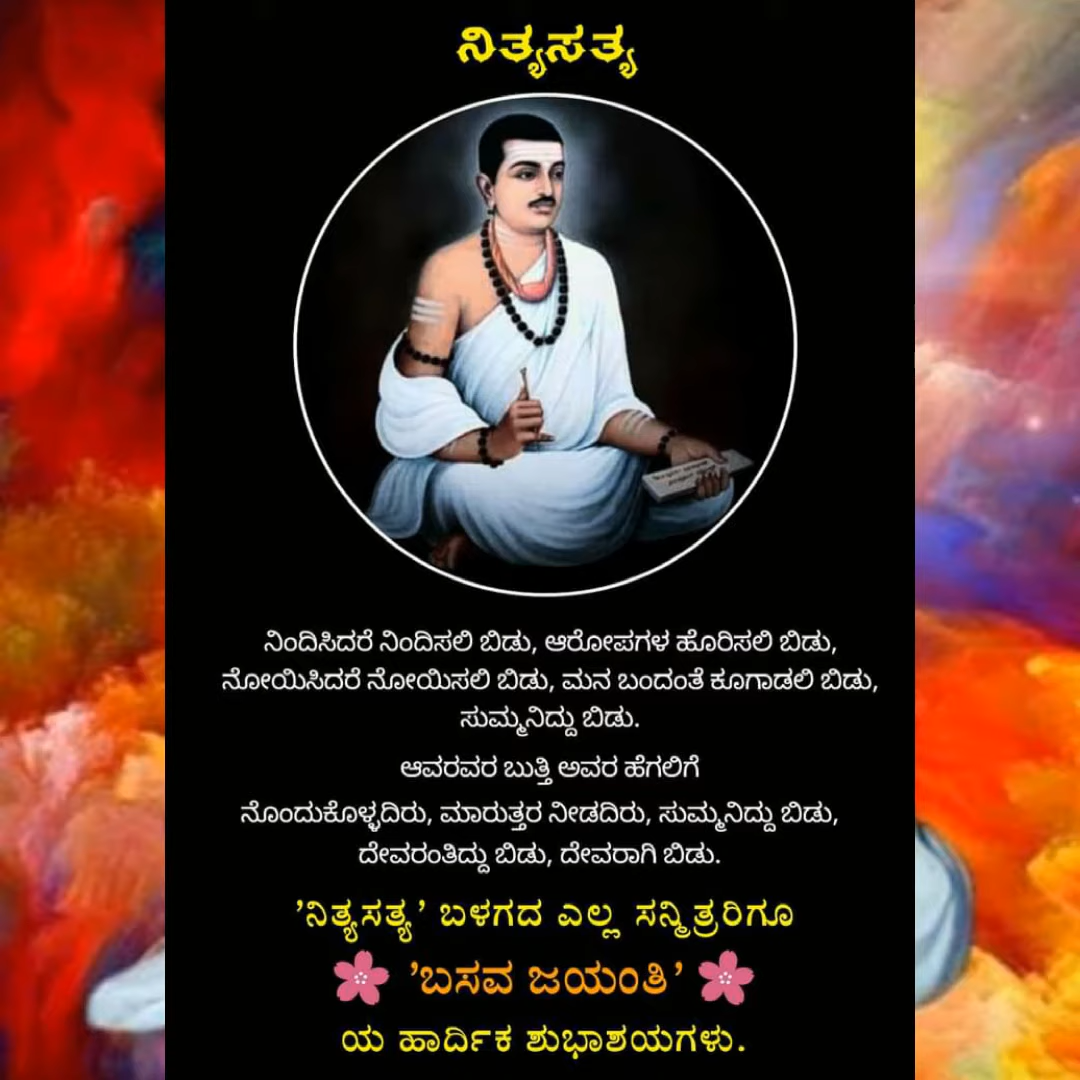 ನಿತ್ಯಸತ್ಯ
ನಿಂದಿಸಿದರೆ ನಿಂದಿಸಲಿ ಬಿಡು, ಆರೋಪಗಳ ಹೊರಿಸಲಿ ಬಿಡು,
ನೋಯಿಸಿದರೆ ನೋಯಿಸಲಿ ಬಿಡು, ಮನ ಬಂದಂತೆ ಕೂಗಾಡಲಿ ಬಿಡು,
ಸುಮ್ಮನಿದ್ದು ಬಿಡು.
ಆವರವರ ಬುತ್ತಿ ಅವರ ಹೆಗಲಿಗೆ
ನೊಂದುಕೊಳ್ಳದಿರು, ಮಾರುತ್ತರ ನೀಡದಿರು, ಸುಮ್ಮನಿದ್ದು ಬಿಡು,
ದೇವರಂತಿದ್ದು ಬಿಡು, ದೇವರಾಗಿ ಬಿಡು.
'ನಿತ್ಯಸತ್ಯ' ಬಳಗದ ಎಲ್ಲ ಸನ್ಮಿತ್ರರಿಗೂ
'ಬಸವ ಜಯಂತಿ'
ಯ ಹಾರ್ದಿಕ ಶುಭಾಶಯಗಳು.